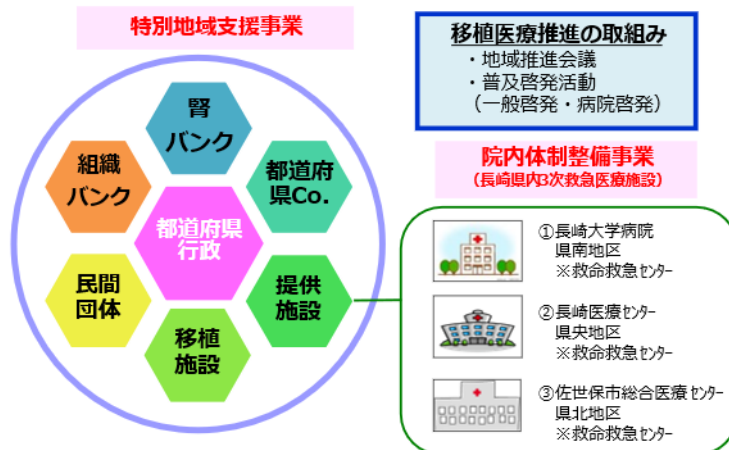 特別地域支援事業
腎
バンク
組織
バンク
都道府
県Co.
都道府県
行政
民間
団体
提供
施設
移植
施設
移植医療推進の取組み
・地域推進会議
・普及啓発活動
(一般啓発・病院啓発)
院内体制整備事業
(長崎県内3次救急医療施設)
①長崎大学病院
県南地区
※救命救急センター
②長崎医療センター
県央地区
※救命救急センター
③佐世保市総合医療センター
県北地区
※救命救急センター